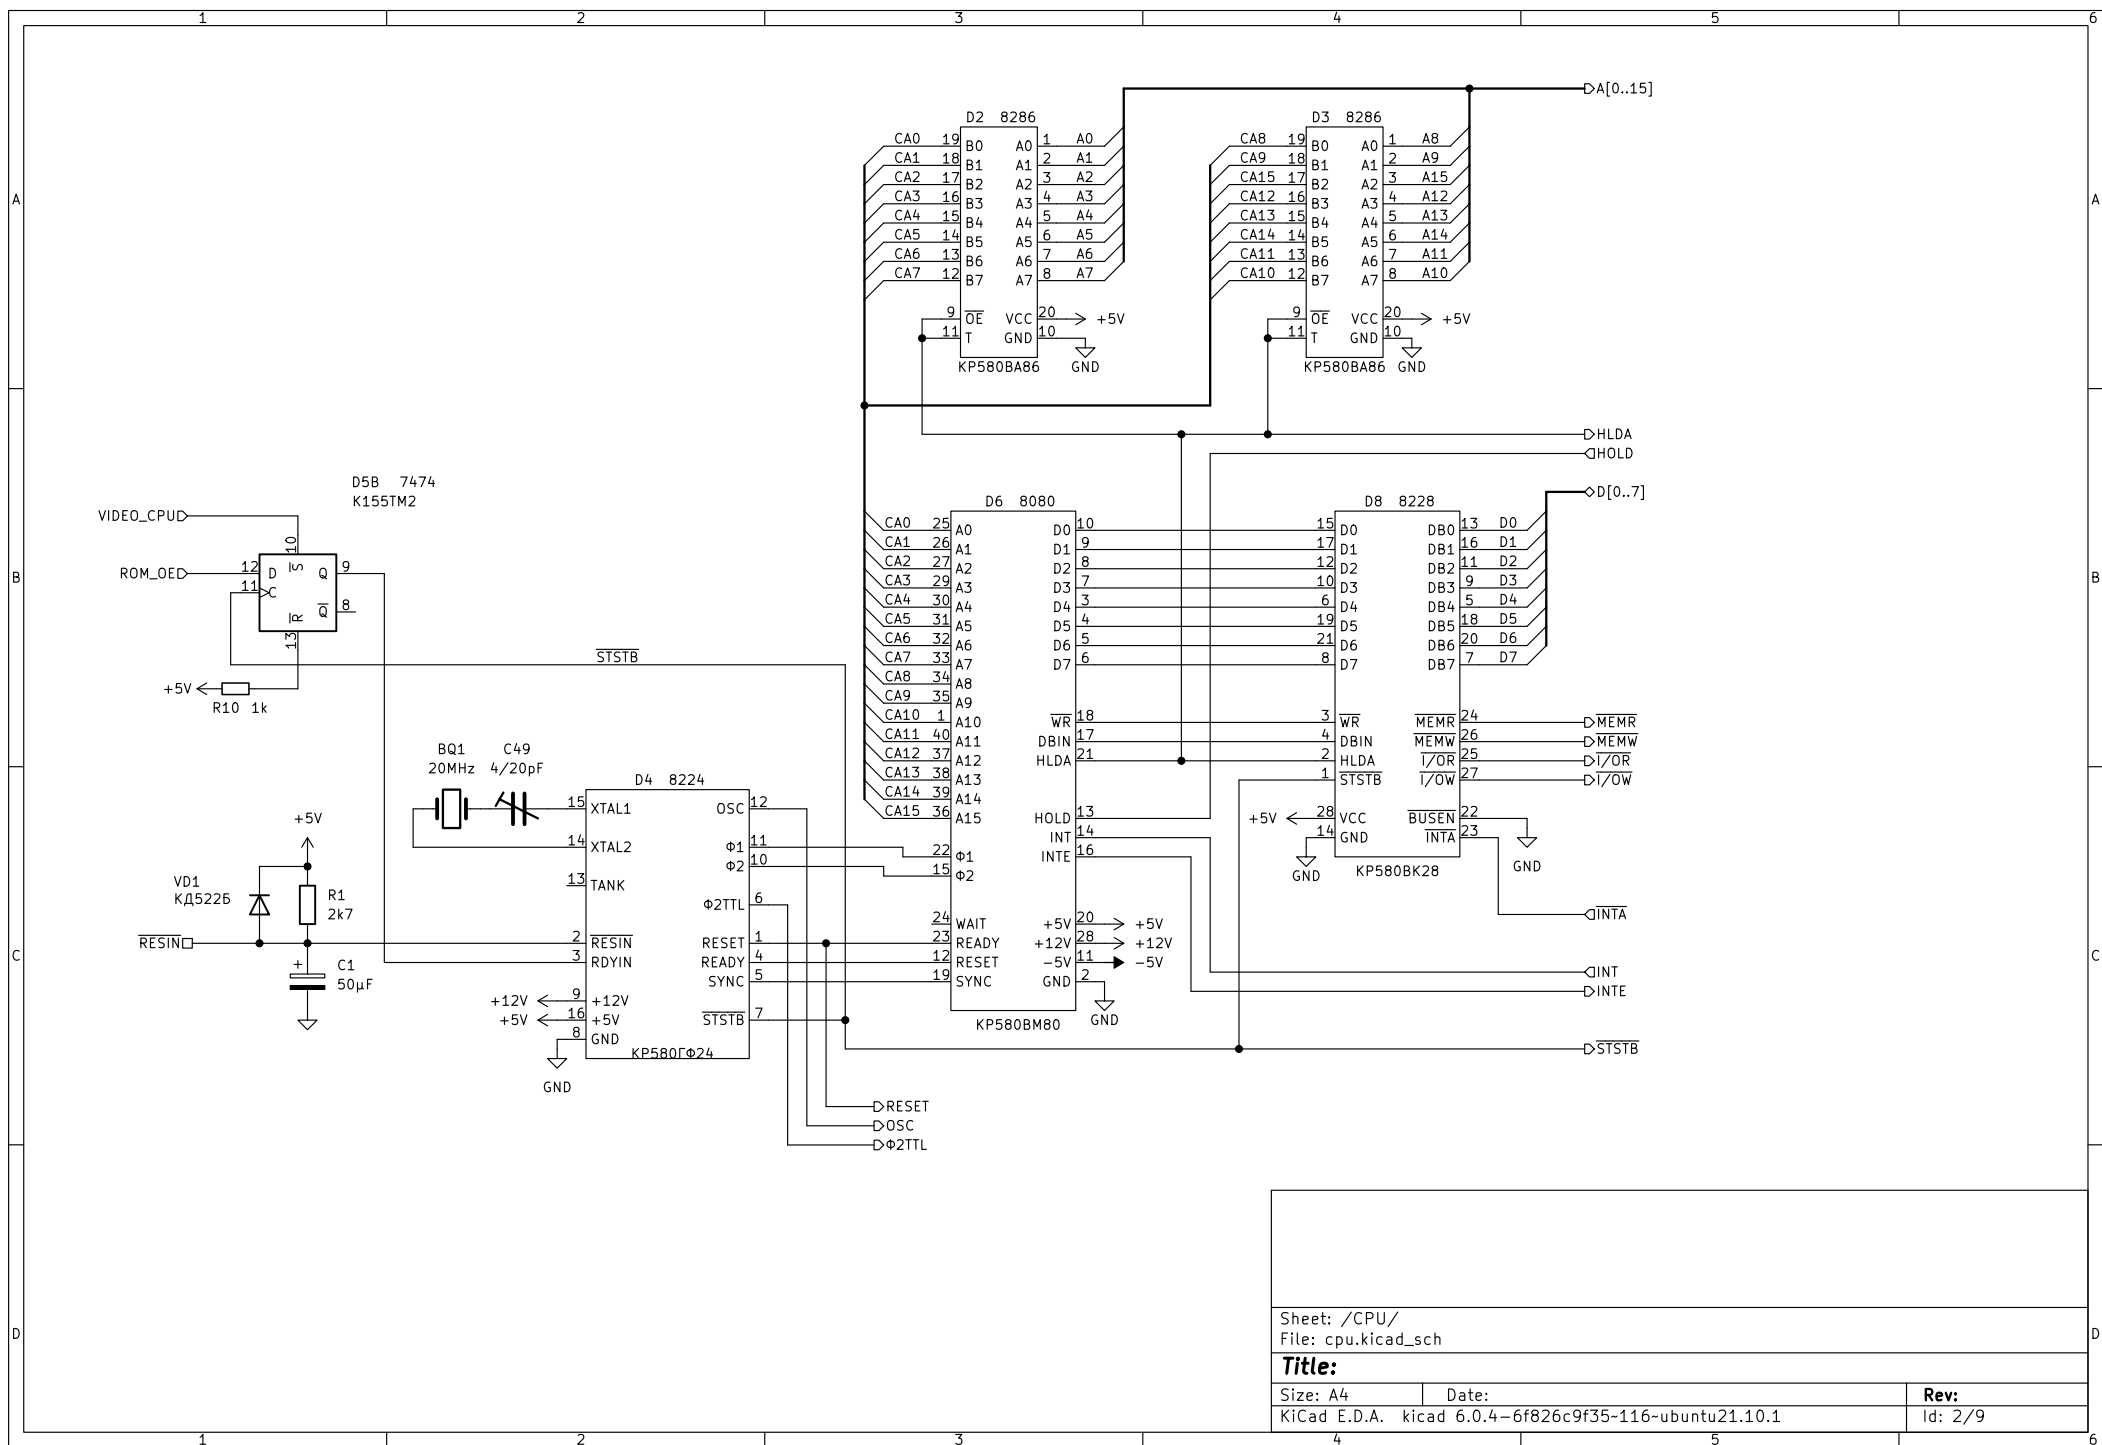 1 2 3 4 5 6
A[0..15]
D2 8286
CA0 19 B0 A0 1 A0
CA1 18 B1 A1 2 A1
CA2 17 B2 A2 3 A2
CA3 16 B3 A3 4 A3
CA4 15 B4 A4 5 A4
CA5 14 B5 A5 6 A5
CA6 13 B6 A6 7 A6
CA7 12 B7 A7 8 A7
9 OE VCC 20 +5V
11 T GND 10
KP580BA86 GND
D3 8286
CA8 19 B0 A0 1 A8
CA9 18 B1 A1 2 A9
CA15 17 B2 A2 3 A15
CA12 16 B3 A3 4 A12
CA13 15 B4 A4 5 A13
CA14 14 B5 A5 6 A14
CA11 13 B6 A6 7 A11
CA10 12 B7 A7 8 A10
9 OE VCC 20 +5V
11 T GND 10
KP580BA86 GND
A A
HLDA
HOLD
D[0..7]
D5B 7474
K155TM2
VIDEO_CPU
ROM_OE
10
12 D S Q 9
11 C
R Q 8
13
STSTB
+5V
R10 1k
B B
D6 8080
CA0 25 A0 D0 10
CA1 26 A1 D1 9
CA2 27 A2 D2 8
CA3 29 A3 D3 7
CA4 30 A4 D4 3
CA5 31 A5 D5 4
CA6 32 A6 D6 5
CA7 33 A7 D7 6
CA8 34 A8
CA9 35 A9
CA10 1 A10 WR 18
CA11 40 A11 DBIN 17
CA12 37 A12 HLDA 21
CA13 38 A13
CA14 39 A14
CA15 36 A15 HOLD 13
INT 14
22 Φ1 INTE 16
15 Φ2
24 WAIT +5V 20 +5V
23 READY +12V 28 +12V
12 RESET -5V 11 -5V
19 SYNC GND 2
KP580BM80 GND
D8 8228
15 D0 DB0 13 D0
17 D1 DB1 16 D1
12 D2 DB2 11 D2
10 D3 DB3 9 D3
6 D4 DB4 5 D4
19 D5 DB5 18 D5
21 D6 DB6 20 D6
8 D7 DB7 7 D7
3 WR MEMR 24 MEMR
4 DBIN MEMW 26 MEMW
2 HLDA I/OR 25 I/OR
1 STSTB I/OW 27 I/OW
+5V 28 VCC BUSEN 22
14 GND INTA 23
GND KP580BK28 GND
INTA
INT
INTE
STSTB
BQ1 C49
20MHz 4/20pF
D4 8224
15 XTAL1 OSC 12
14 XTAL2 Φ1 11
Φ2 10
13 TANK
Φ2TTL 6
2 RESIN RESET 1
3 RDYIN READY 4
SYNC 5
+12V 9 +12V
+5V 16 +5V STSTB 7
8 GND
KP580ГФ24
GND
+5V
VD1
КД522Б
R1
2k7
RESIN
+ C1
50µF
C C
RESET
OSC
Φ2TTL
D D
Sheet: /CPU/
File: cpu.kicad_sch
Title:
Size: A4 Date: Rev:
KiCad E.D.A. kicad 6.0.4-6f826c9f35~116~ubuntu21.10.1 Id: 2/9
1 2 3 4 5 6